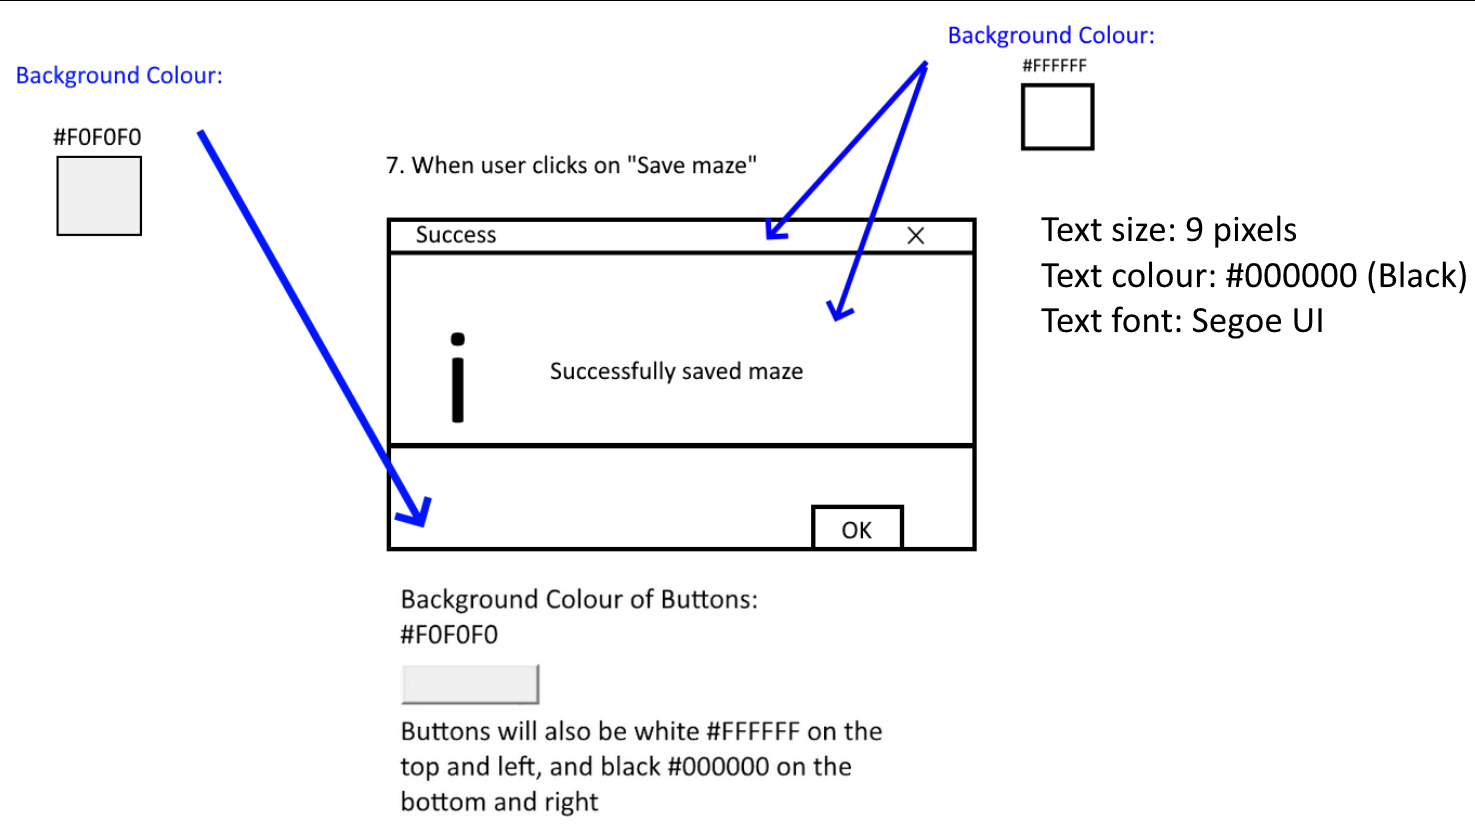 Background Colour:
#F0F0F0
Background Colour:
#FFFFFF
7. When user clicks on "Save maze"
Success
i
Successfully saved maze
OK
Text size: 9 pixels
Text colour: #000000 (Black)
Text font: Segoe UI
Background Colour of Buttons:
#F0F0F0
Buttons will also be white #FFFFFF on the
top and left, and black #000000 on the
bottom and right